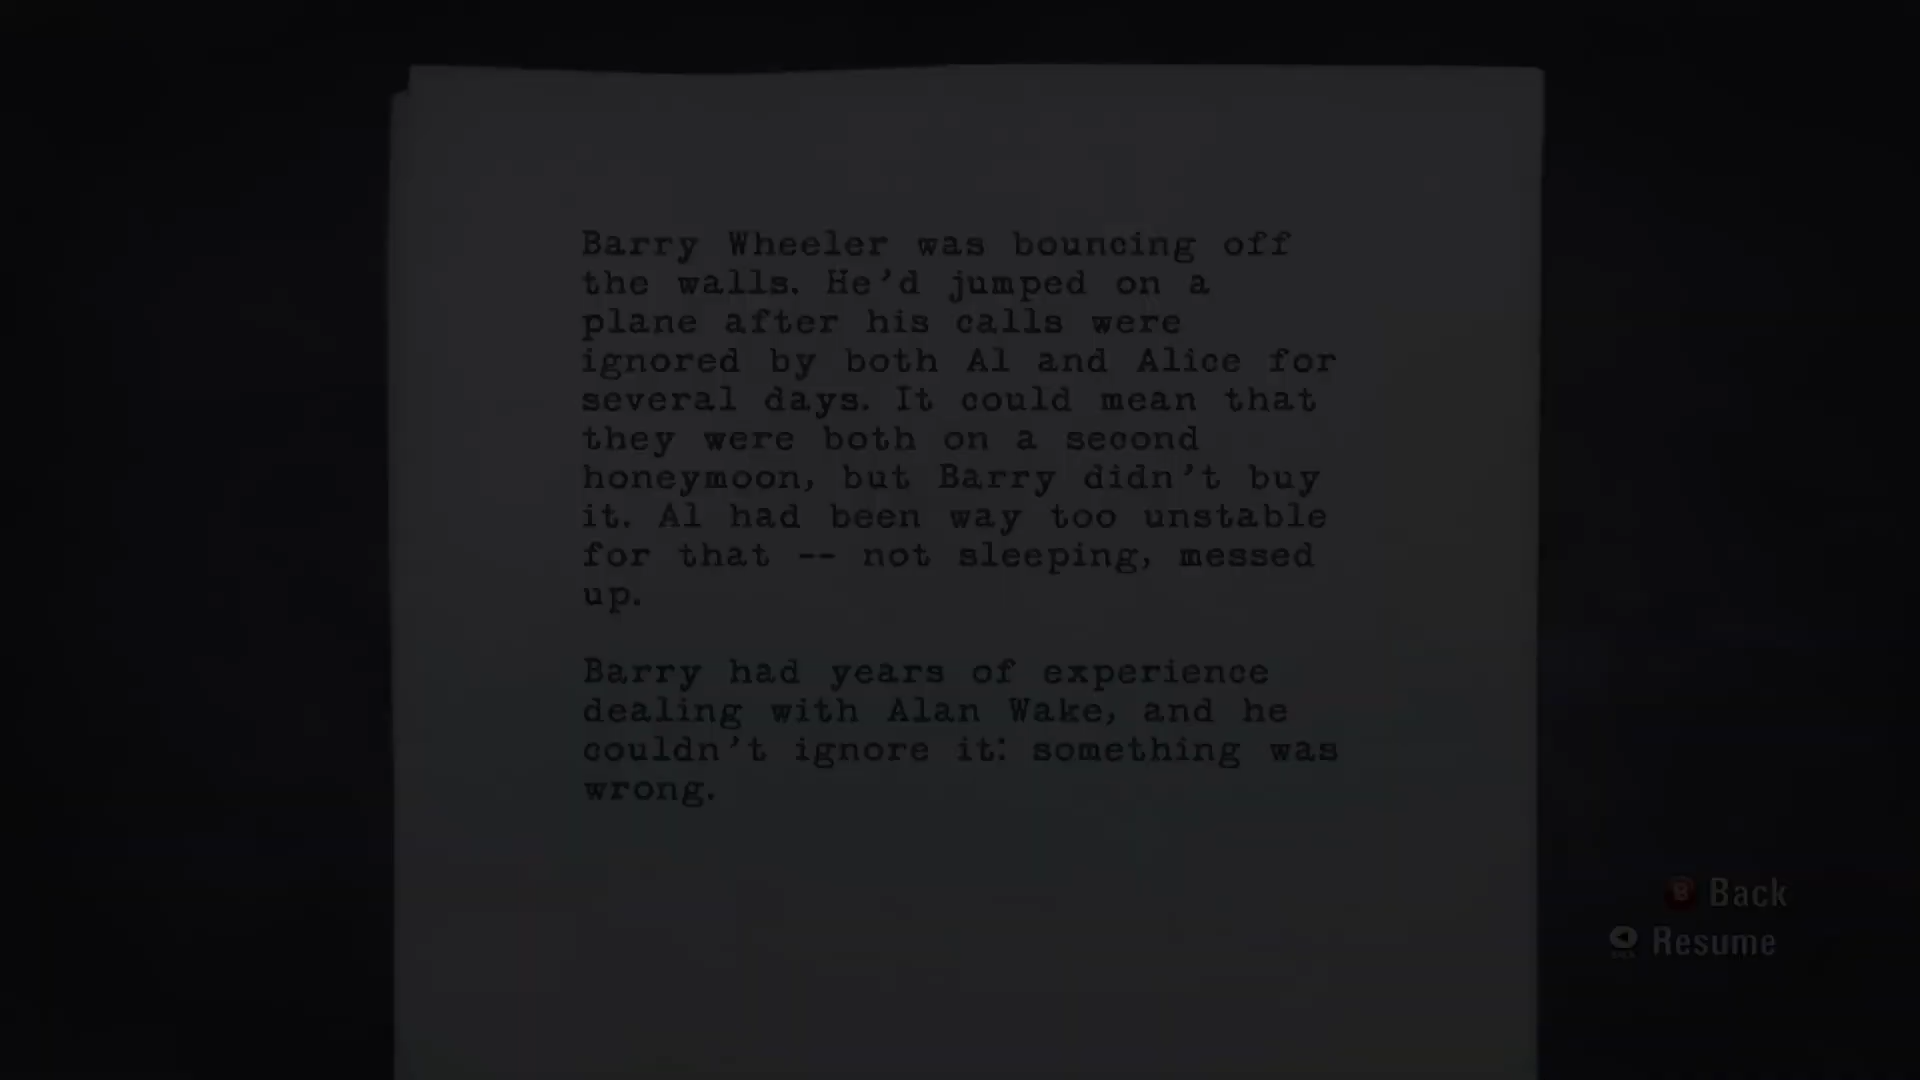 Barry Wheeler was bouncing off
the walls. He'd jumped on a
plane after his calls were
ignored by both Al and Alice for
several days. It could mean that
they were both on a second
honeymoon, but Barry didn't buy
it. Al had been way too unstable
for that -- not sleeping, messed
up.
Barry had years of experience
dealing with Alan Wake, and he
couldn't ignore it: something was
wrong.
B Back
BACK Resume